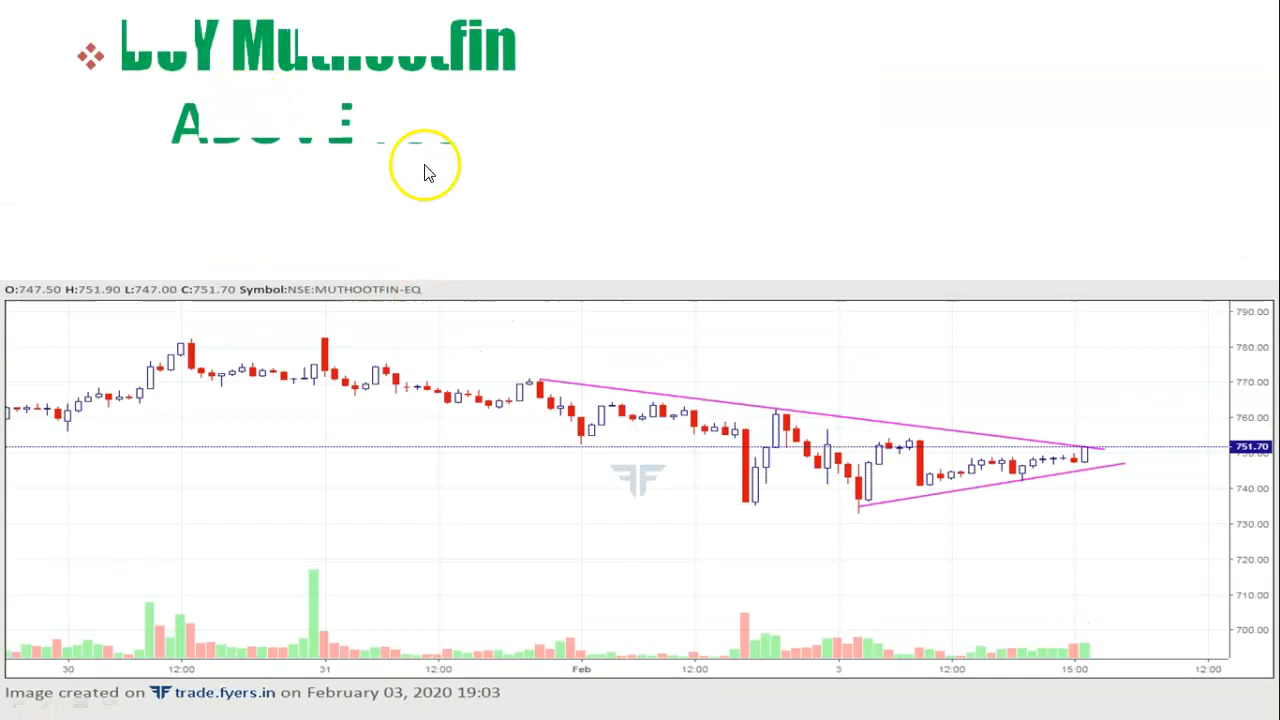 BUY Muthootfin
ABOVE
O:747.50 H:751.90 L:747.00 C:751.70 Symbol:NSE:MUTHOOTFIN-EQ
790.00
780.00
770.00
760.00
751.70
740.00
730.00
720.00
710.00
700.00
30 12:00 31 12:00 Feb 12:00 3 12:00 15:00 12:00
Image created on trade.fyers.in on February 03, 2020 19:03